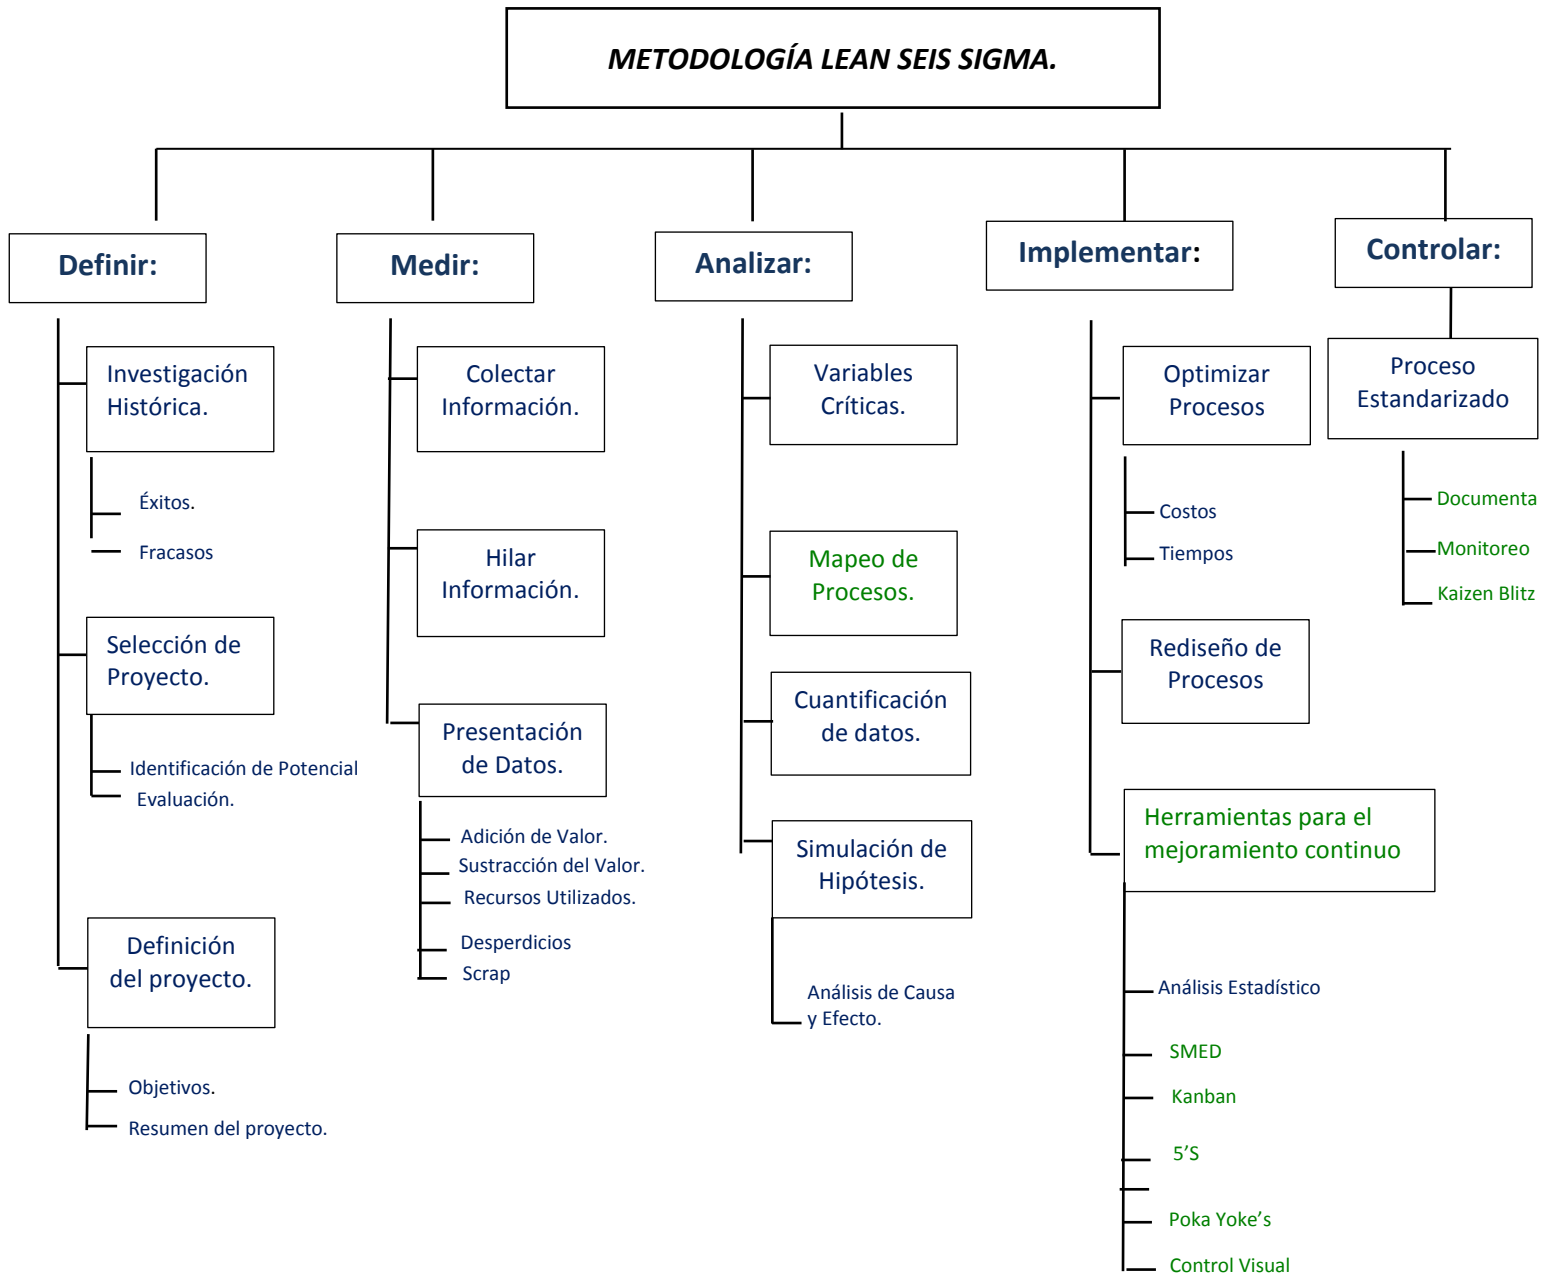 METODOLOGÍA LEAN SEIS SIGMA.
Definir:
Investigación
Histórica.
Éxitos.
Fracasos
Selección de
Proyecto.
Identificación de Potencial
Evaluación.
Definición
del proyecto.
Objetivos.
Resumen del proyecto.
Medir:
Colectar
Información.
Hilar
Información.
Presentación
de Datos.
Adición de Valor.
Sustracción del Valor.
Recursos Utilizados.
Desperdicios
Scrap
Analizar:
Variables
Críticas.
Mapeo de
Procesos.
Cuantificación
de datos.
Simulación de
Hipótesis.
Análisis de Causa
y Efecto.
Implementar:
Optimizar
Procesos
Costos
Tiempos
Rediseño de
Procesos
Herramientas para el
mejoramiento continuo
Análisis Estadístico
SMED
Kanban
5’S
Poka Yoke’s
Control Visual
Controlar:
Proceso
Estandarizado
Documenta
Monitoreo
Kaizen Blitz